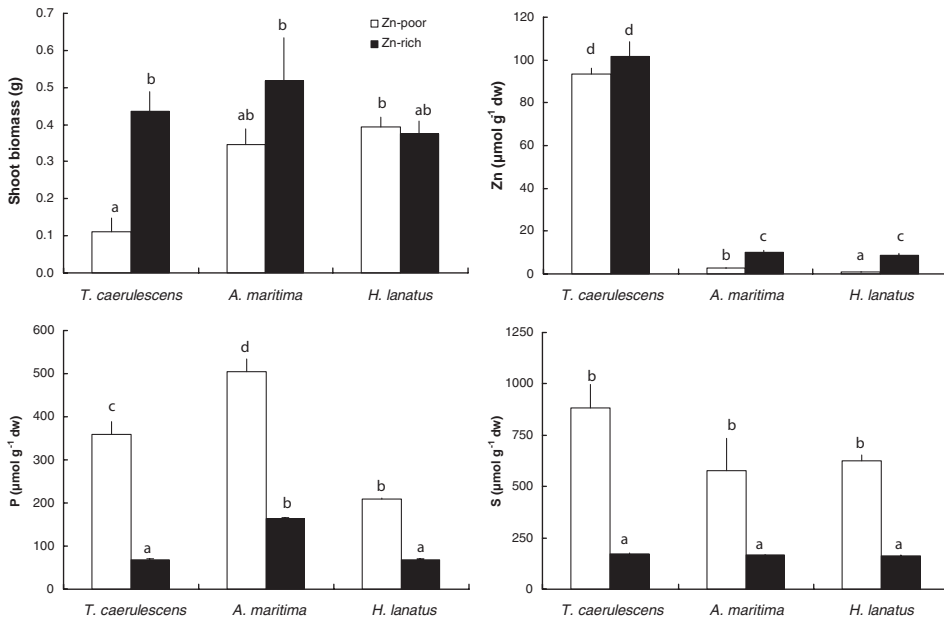 Shoot biomass (g)
0.7
0.6
0.5
0.4
0.3
0.2
0.1
0.0
Zn-poor
Zn-rich
a
b
ab
b
b
ab
T. caerulescens
A. maritima
H. lanatus
Zn (µmol g-1 dw)
120
100
80
60
40
20
0
d
d
b
c
a
c
T. caerulescens
A. maritima
H. lanatus
P (µmol g-1 dw)
600
500
400
300
200
100
0
c
a
d
b
b
a
T. caerulescens
A. maritima
H. lanatus
S (µmol g-1 dw)
1250
1000
750
500
250
0
b
a
b
a
b
a
T. caerulescens
A. maritima
H. lanatus